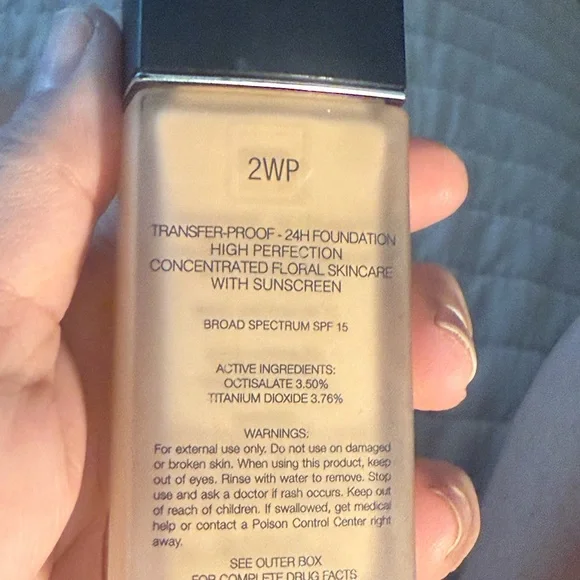 2WP
TRANSFER-PROOF - 24H FOUNDATION
HIGH PERFECTION
CONCENTRATED FLORAL SKINCARE
WITH SUNSCREEN
BROAD SPECTRUM SPF 15
ACTIVE INGREDIENTS:
OCTISALATE 3.50%
TITANIUM DIOXIDE 3.76%
WARNINGS:
For external use only. Do not use on damaged
or broken skin. When using this product, keep
out of eyes. Rinse with water to remove. Stop
use and ask a doctor if rash occurs. Keep out
of reach of children. If swallowed, get medical
help or contact a Poison Control Center right
away.
SEE OUTER BOX
FOR COMPLETE DRUG FACTS